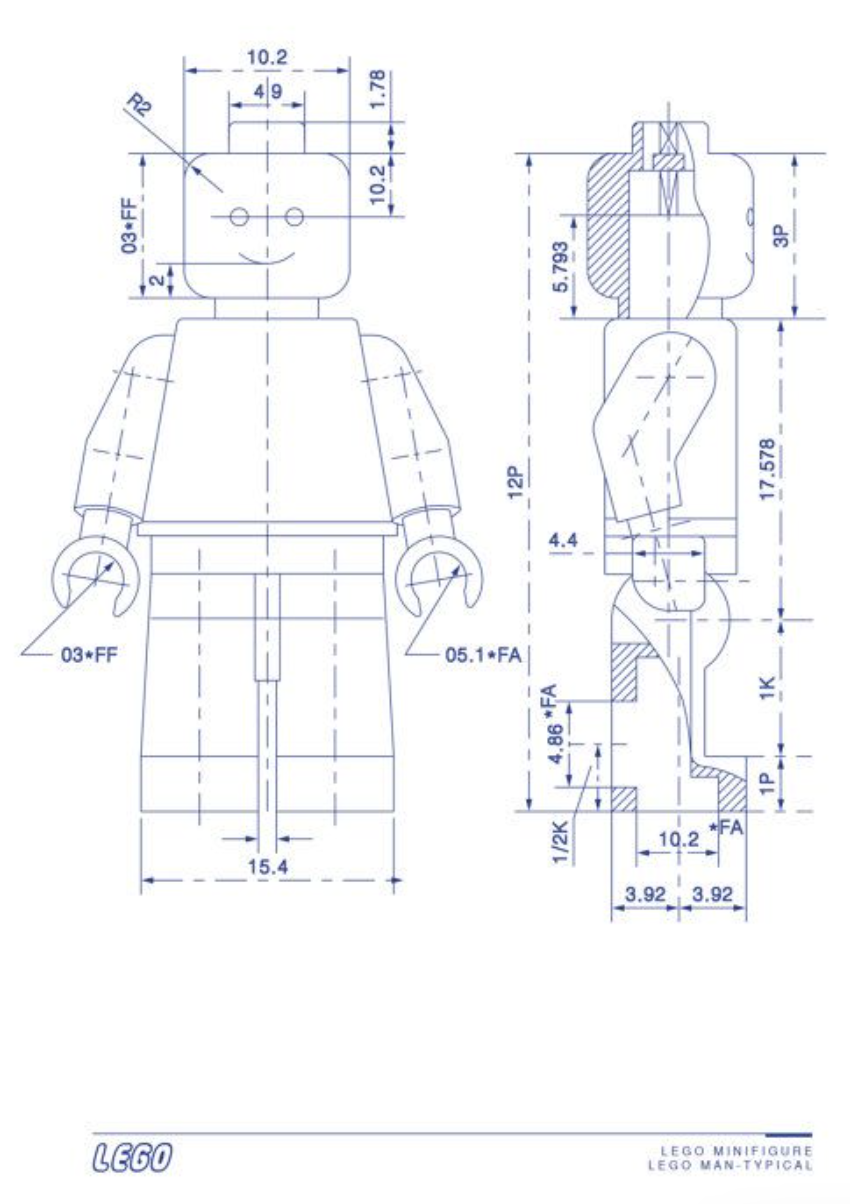 10.2
4.9
1.78
R2
10.2
03*FF
2
5.793
3P
12P
17.578
4.4
03*FF
05.1*FA
4.86 *FA
1K
1P
1/2K
*FA
10.2
15.4
3.92
3.92
LEGO
LEGO MINIFIGURE
LEGO MAN-TYPICAL